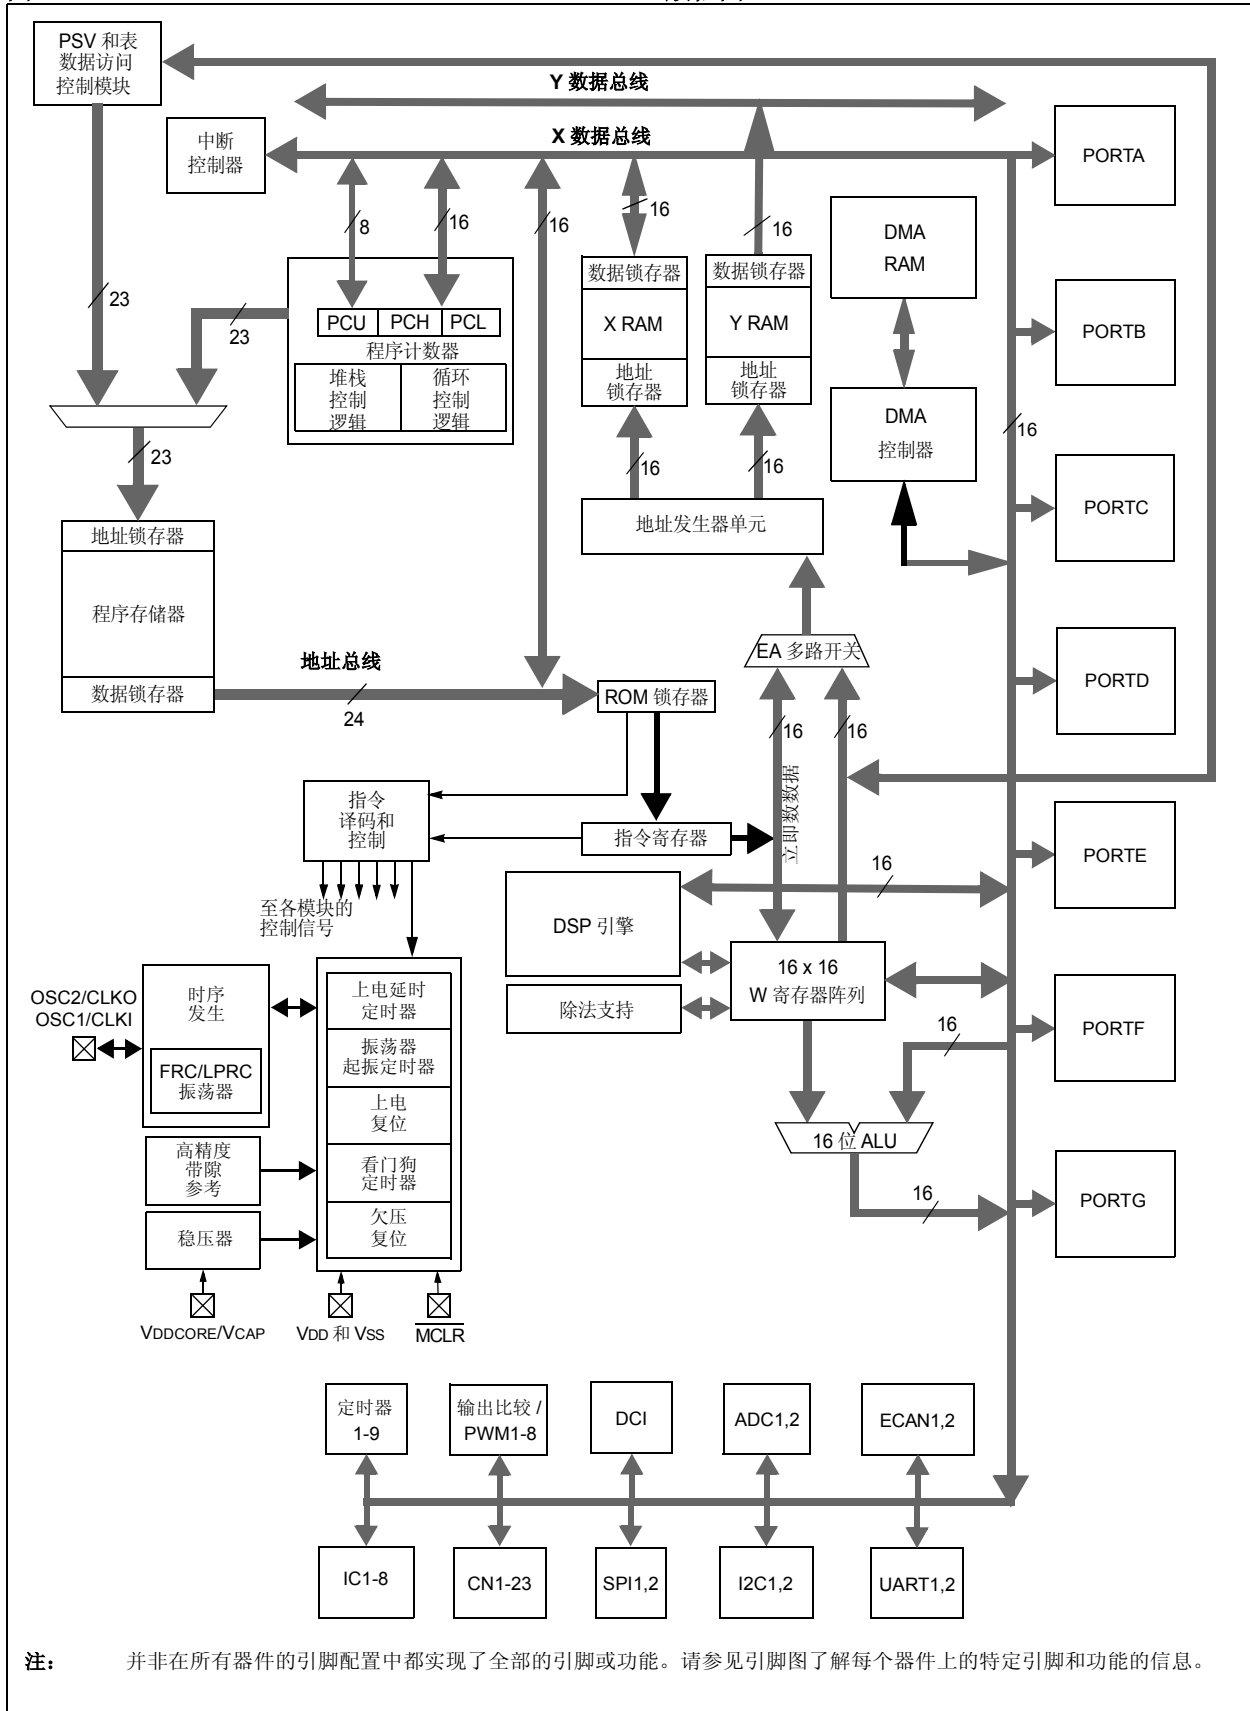 PSV 和表
数据访问
控制模块
Y 数据总线
X 数据总线
中断
控制器
PORTA
8
16
16
16
16
DMA
RAM
数据锁存器
X RAM
地址
锁存器
数据锁存器
Y RAM
地址
锁存器
23
23
PCU
PCH
PCL
程序计数器
堆栈
控制
逻辑
循环
控制
逻辑
PORTB
DMA
控制器
16
23
16
16
PORTC
地址发生器单元
地址锁存器
程序存储器
数据锁存器
地址总线
24
EA 多路开关
PORTD
ROM 锁存器
16
16
立即数数据
指令
译码和
控制
指令寄存器
PORTE
16
至各模块的
控制信号
DSP 引擎
16 x 16
W 寄存器阵列
除法支持
OSC2/CLKO
OSC1/CLKI
时序
发生
FRC/LPRC
振荡器
上电延时
定时器
振荡器
起振定时器
上电
复位
看门狗
定时器
欠压
复位
PORTF
16
16 位 ALU
高精度
带隙
参考
稳压器
16
PORTG
VDDCORE/VCAP
VDD 和 VSS
MCLR
定时器
1-9
输出比较 /
PWM1-8
DCI
ADC1,2
ECAN1,2
IC1-8
CN1-23
SPI1,2
I2C1,2
UART1,2
注: 并非在所有器件的引脚配置中都实现了全部的引脚或功能。请参见引脚图了解每个器件上的特定引脚和功能的信息。